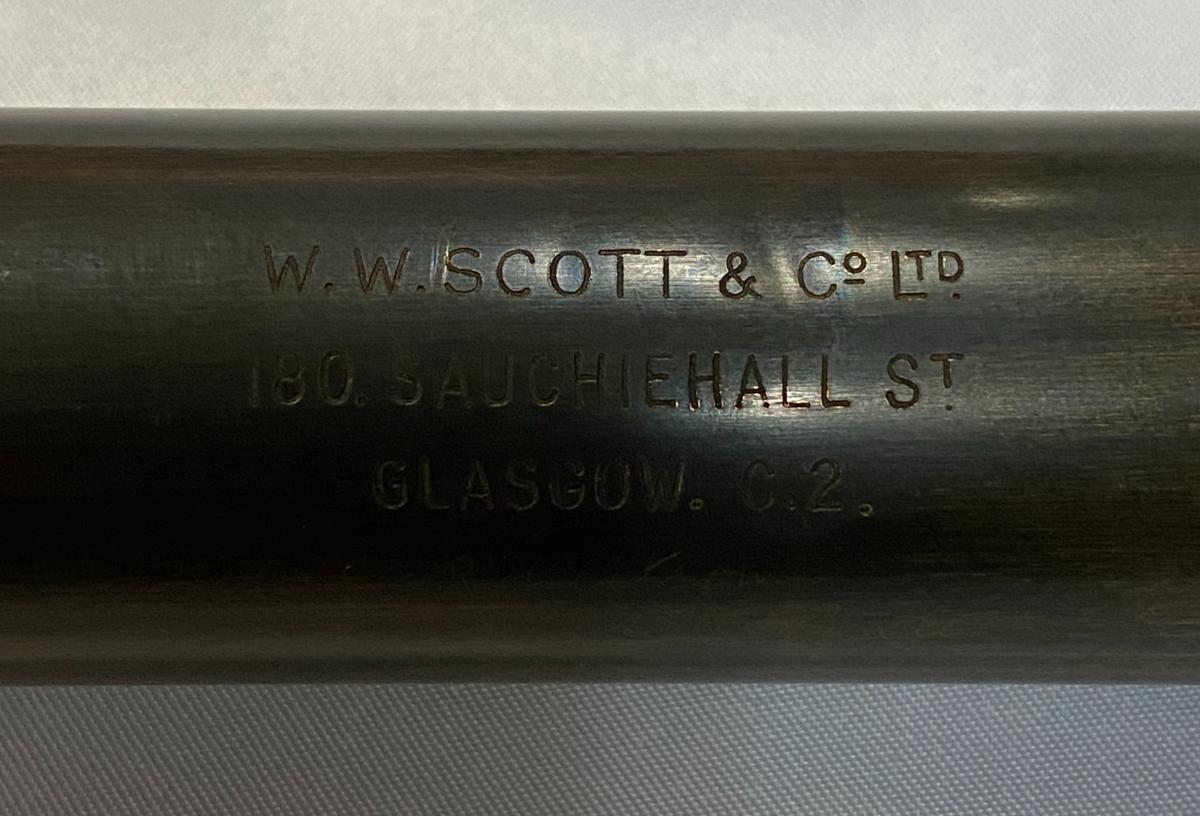 W. W. SCOTT & Cº LTD.
180. SAUCHIEHALL ST
GLASGOW. C.2.